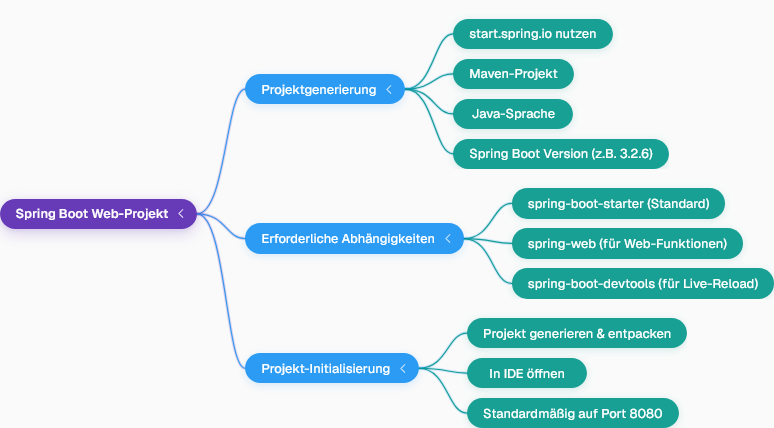 Spring Boot Web-Projekt
Projektgenerierung
start.spring.io nutzen
Maven-Projekt
Java-Sprache
Spring Boot Version (z.B. 3.2.6)
Erforderliche Abhängigkeiten
spring-boot-starter (Standard)
spring-web (für Web-Funktionen)
spring-boot-devtools (für Live-Reload)
Projekt-Initialisierung
Projekt generieren & entpacken
In IDE öffnen
Standardmäßig auf Port 8080